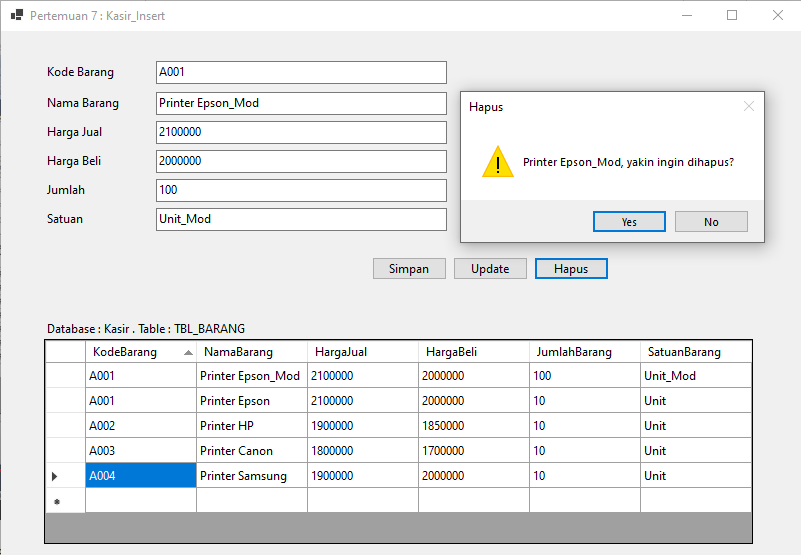 Pertemuan 7 : Kasir_Insert
Kode Barang A001
Nama Barang Printer Epson_Mod
Harga Jual 2100000
Harga Beli 2000000
Jumlah 100
Satuan Unit_Mod
Hapus
Printer Epson_Mod, yakin ingin dihapus?
Yes No
Simpan Update Hapus
Database : Kasir . Table : TBL_BARANG
KodeBarang NamaBarang HargaJual HargaBeli JumlahBarang SatuanBarang
A001 Printer Epson_Mod 2100000 2000000 100 Unit_Mod
A001 Printer Epson 2100000 2000000 10 Unit
A002 Printer HP 1900000 1850000 10 Unit
A003 Printer Canon 1800000 1700000 10 Unit
A004 Printer Samsung 1900000 2000000 10 Unit